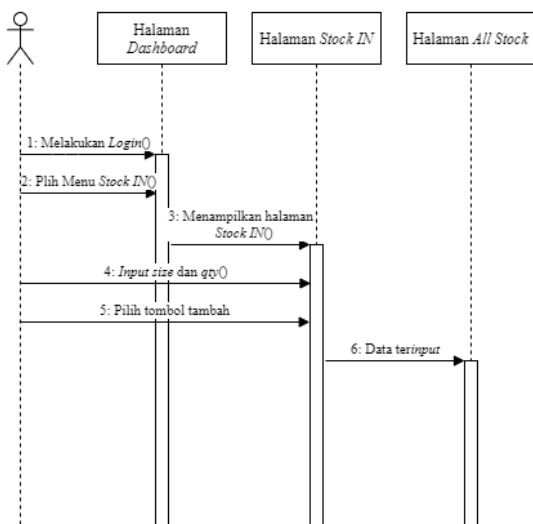 Halaman
Dashboard
Halaman Stock IN
Halaman All Stock
1: Melakukan Login()
2: Plih Menu Stock IN()
3: Menampilkan halaman
Stock IN()
4: Input size dan qty()
5: Pilih tombol tambah
6: Data terinput